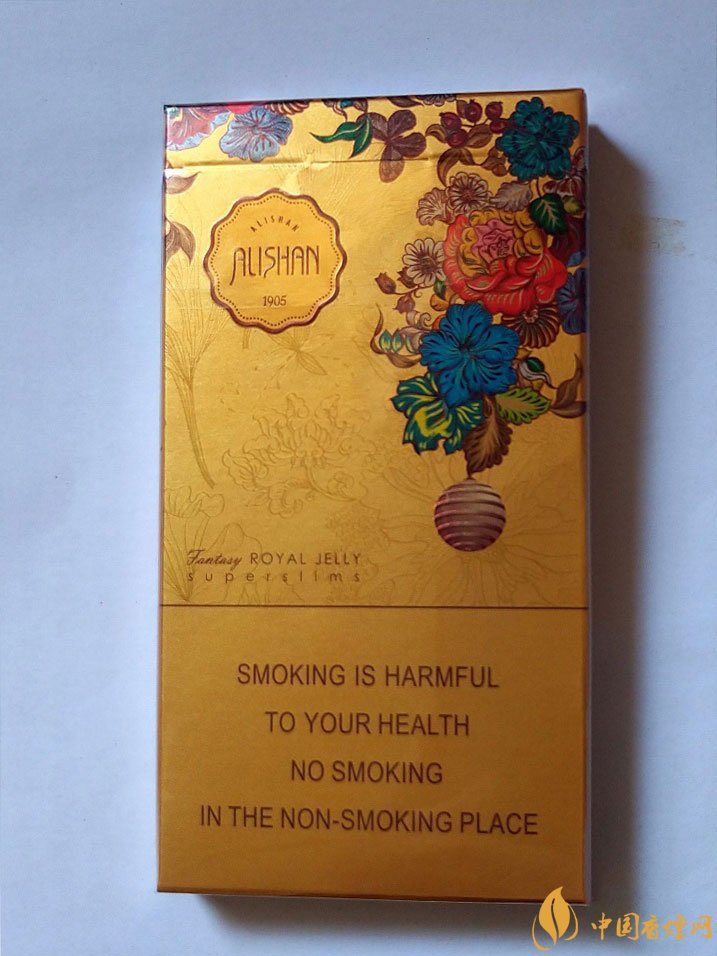 ALISHAN
ALISHAN
1905
Fantasy ROYAL JELLY
superslims
SMOKING IS HARMFUL
TO YOUR HEALTH
NO SMOKING
IN THE NON-SMOKING PLACE
中国香烟网